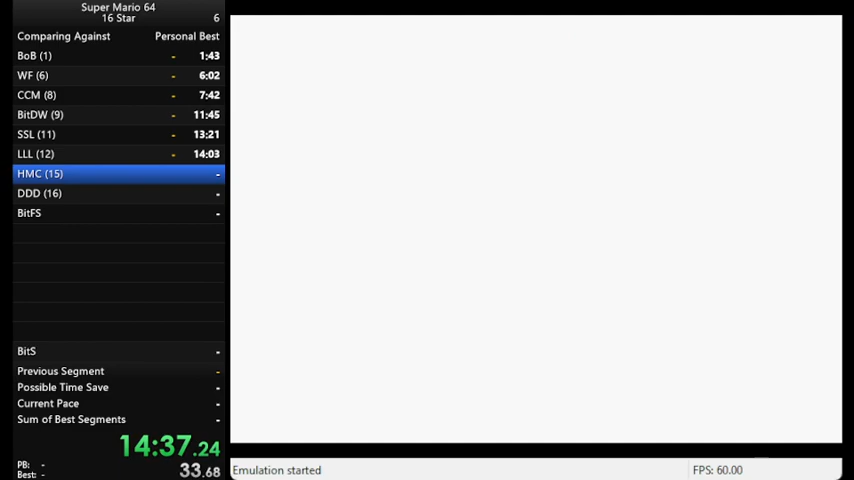 Super Mario 64
16 Star 6
Comparing Against Personal Best
BoB (1) - 1:43
WF (6) - 6:02
CCM (8) - 7:42
BitDW (9) - 11:45
SSL (11) - 13:21
LLL (12) - 14:03
HMC (15) -
DDD (16) -
BitFS -
BitS -
Previous Segment -
Possible Time Save -
Current Pace -
Sum of Best Segments -
14:37.24
PB: -
Best: - 33.68
Emulation started FPS: 60.00